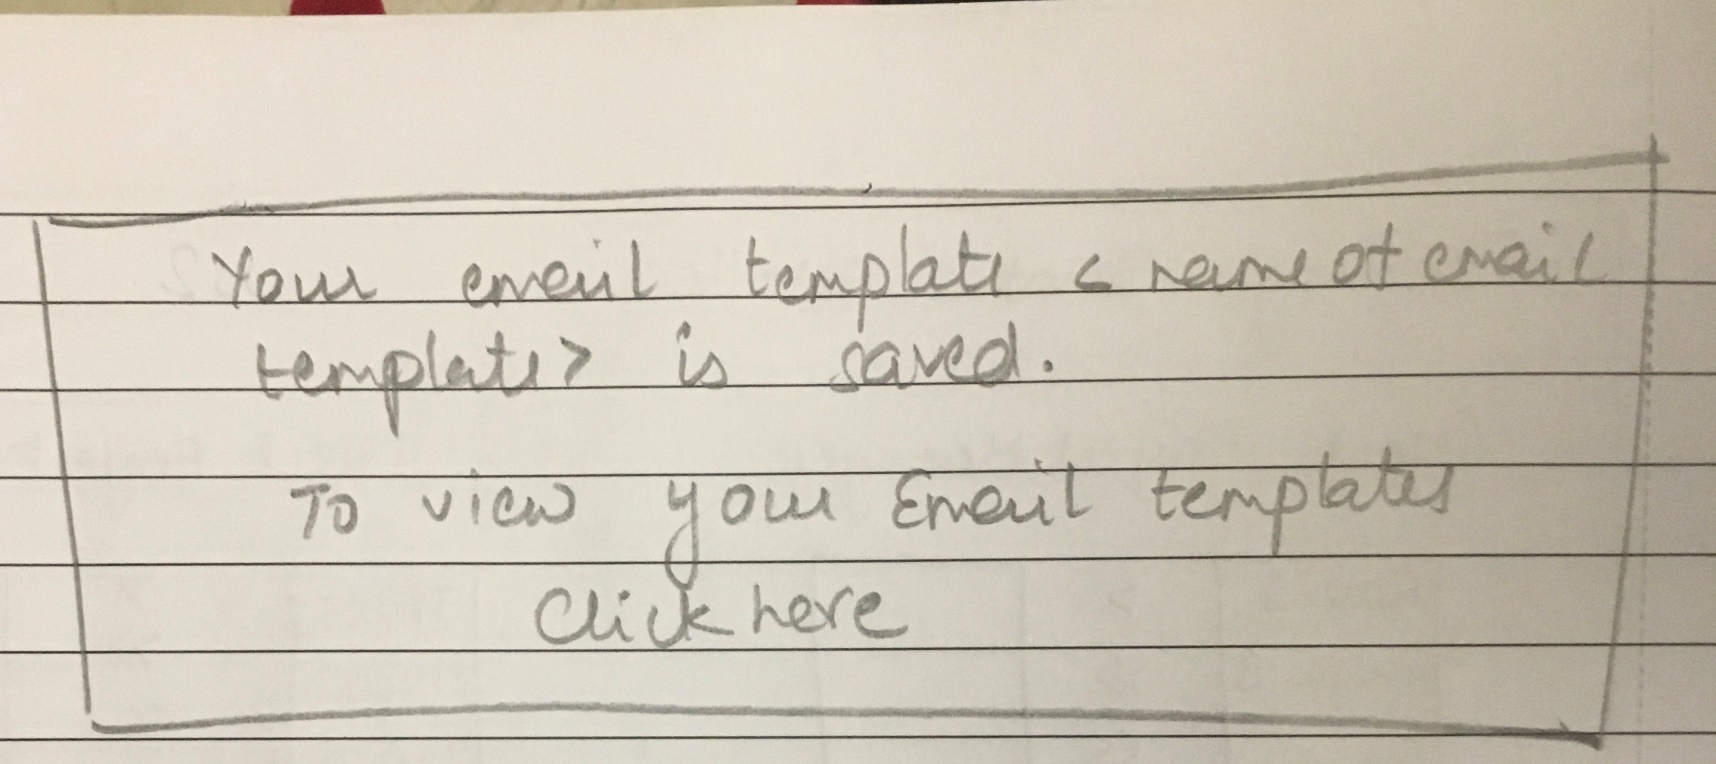 Your email template < name of email
template> is saved.
To view your Email templates
Click here